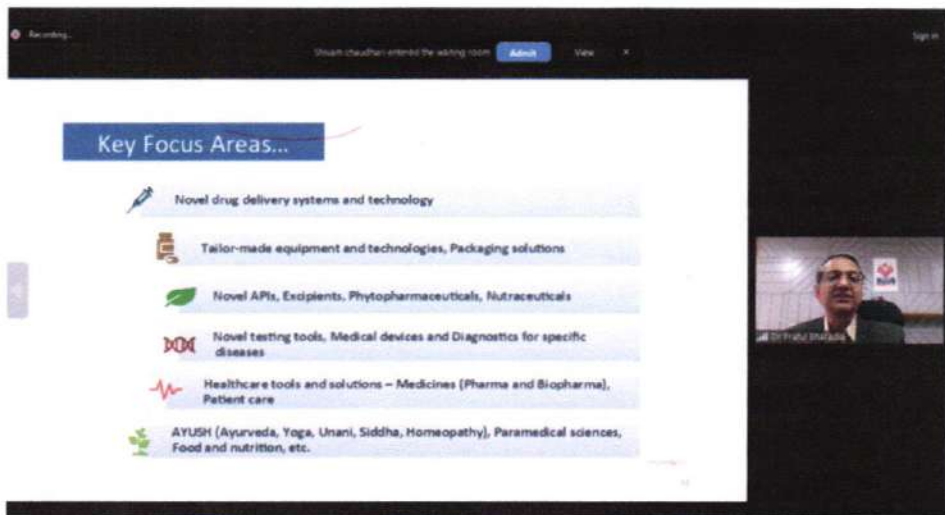 Recording...
Shivam chaudhari entered the waiting room Admit View ×
Sign in
Key Focus Areas...
Novel drug delivery systems and technology
Tailor-made equipment and technologies, Packaging solutions
Novel APIs, Excipients, Phytopharmaceuticals, Nutraceuticals
Novel testing tools, Medical devices and Diagnostics for specific
diseases
Healthcare tools and solutions – Medicines (Pharma and Biopharma),
Patient care
AYUSH (Ayurveda, Yoga, Unani, Siddha, Homeopathy), Paramedical sciences,
Food and nutrition, etc.
Dr Praful